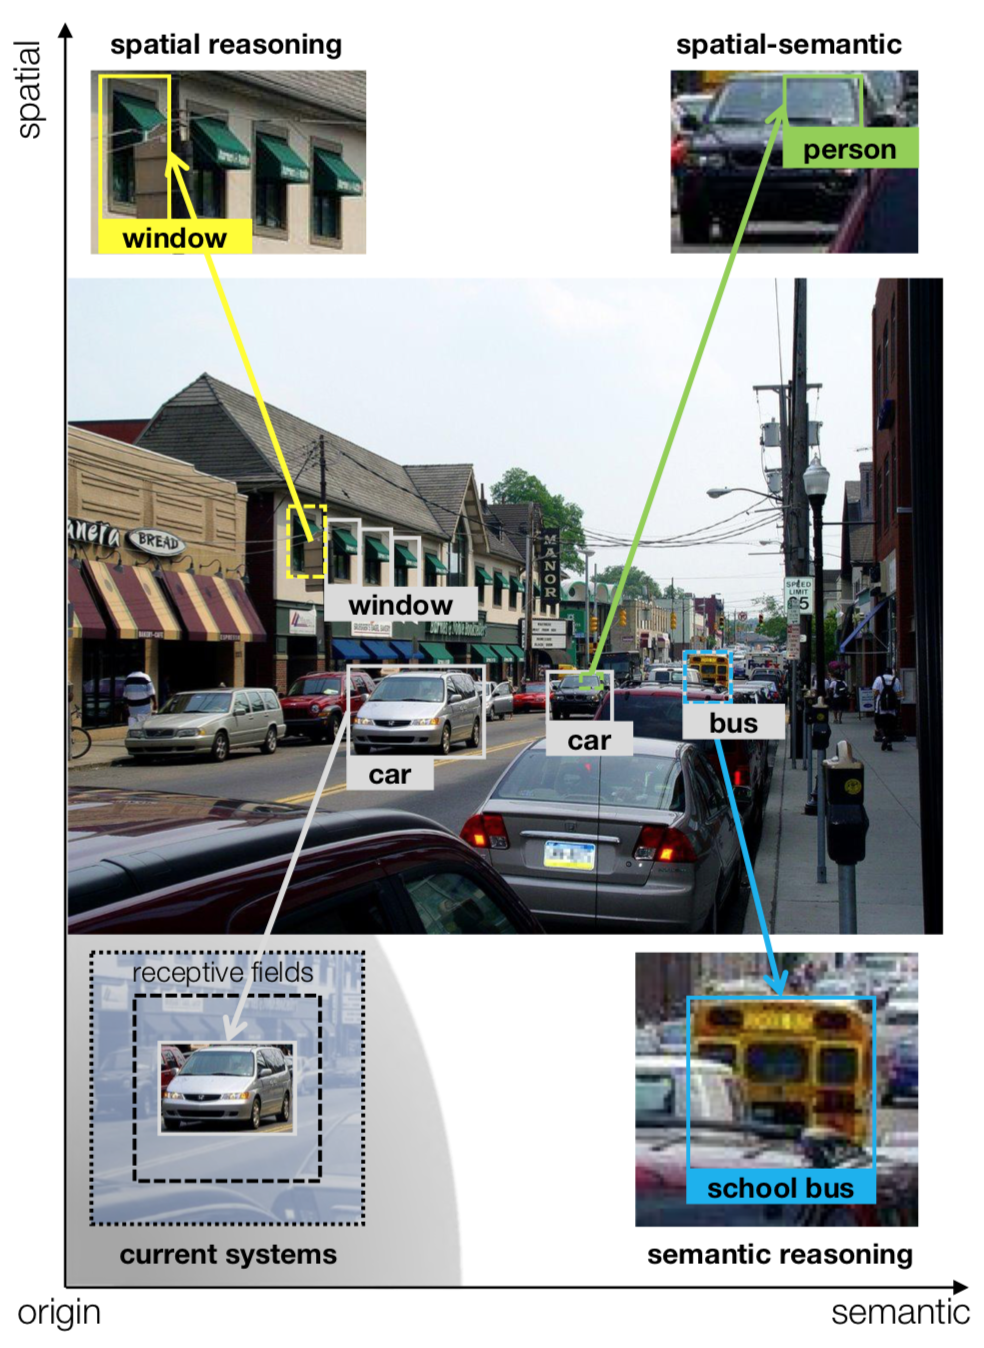 spatial
spatial reasoning
spatial-semantic
person
window
anera
BREAD
MANOR
SPEED
LIMIT
window
car
car
bus
receptive fields
school bus
current systems
semantic reasoning
origin
semantic